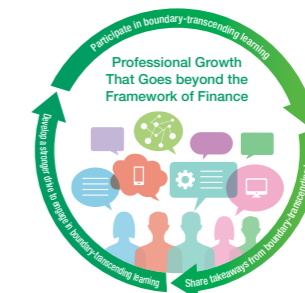 Participate in boundary-transcending learning
Professional Growth
That Goes beyond the
Framework of Finance
Share takeaways from boundary-transcending
Develop a stronger drive to engage in boundary-transcending learning